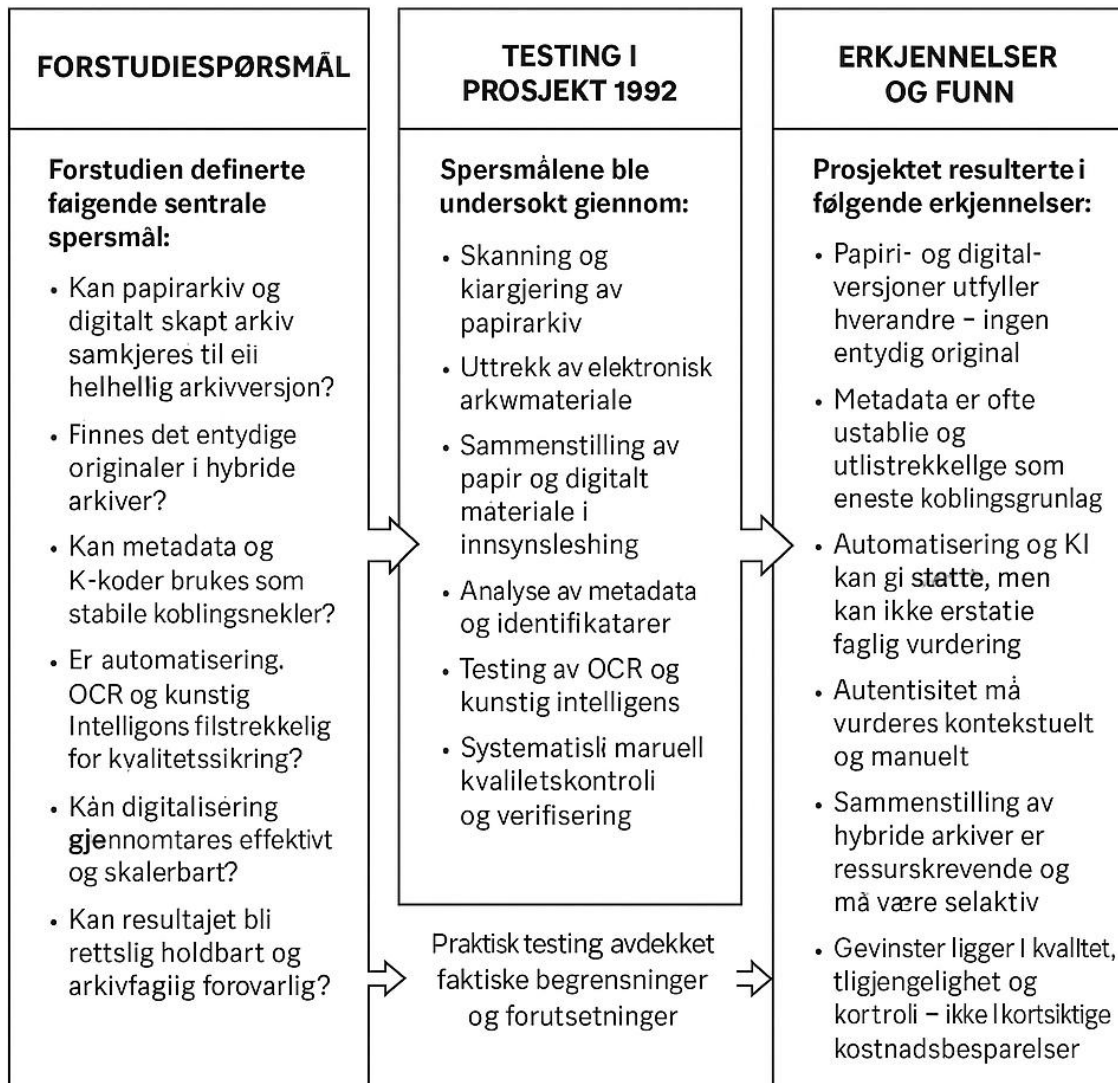 FORSTUDIESPØRSMÅL
Forstudien definerte
føigende sentrale
spersmål:
• Kan papirarkiv og
digitalt skapt arkiv
samkjeres til eii
helhellig arkivversjon?
• Finnes det entydige
originaler i hybride
arkiver?
• Kan metadata og
K-koder brukes som
stabile koblingsnekler?
• Er automatisering.
OCR og kunstig
Intelligons filstrekkelig
for kvalitetssikring?
• Kån digitaliséring
gjennomtares effektivt
og skalerbart?
• Kan resultajet bli
rettslig holdbart og
arkivfagiig forovarlig?
TESTING I
PROSJEKT 1992
Spersmålene ble
undersokt giennom:
• Skanning og
kiargjering av
papirarkiv
• Uttrekk av elektronisk
arkwmateriale
• Sammenstilling av
papir og digitalt
materiale i
innsynsleshing
• Analyse av metadata
og identifikatarer
• Testing av OCR og
kunstig intelligens
• Systematisli maruell
kvaliletskontroli
og verifisering
Praktisk testing avdekket
faktiske begrensninger
og forutsetninger
ERKJENNELSER
OG FUNN
Prosjektet resulterte i
følgende erkjennelser:
• Papiri- og digital-
versjoner utfyller
hverandre – ingen
entydig original
• Metadata er ofte
ustablie og
utlistrekkellge som
eneste koblingsgrunlag
• Automatisering og KI
kan gi støtte, men
kan ikke erstatie
faglig vurdering
• Autentisitet må
vurderes kontekstuelt
og manuelt
• Sammenstilling av
hybride arkiver er
ressurskrevende og
må være selaktiv
• Gevinster ligger I kvalltet,
tligjengelighet og
kontroli – ikke l kortsiktige
kostnadsbesparelser